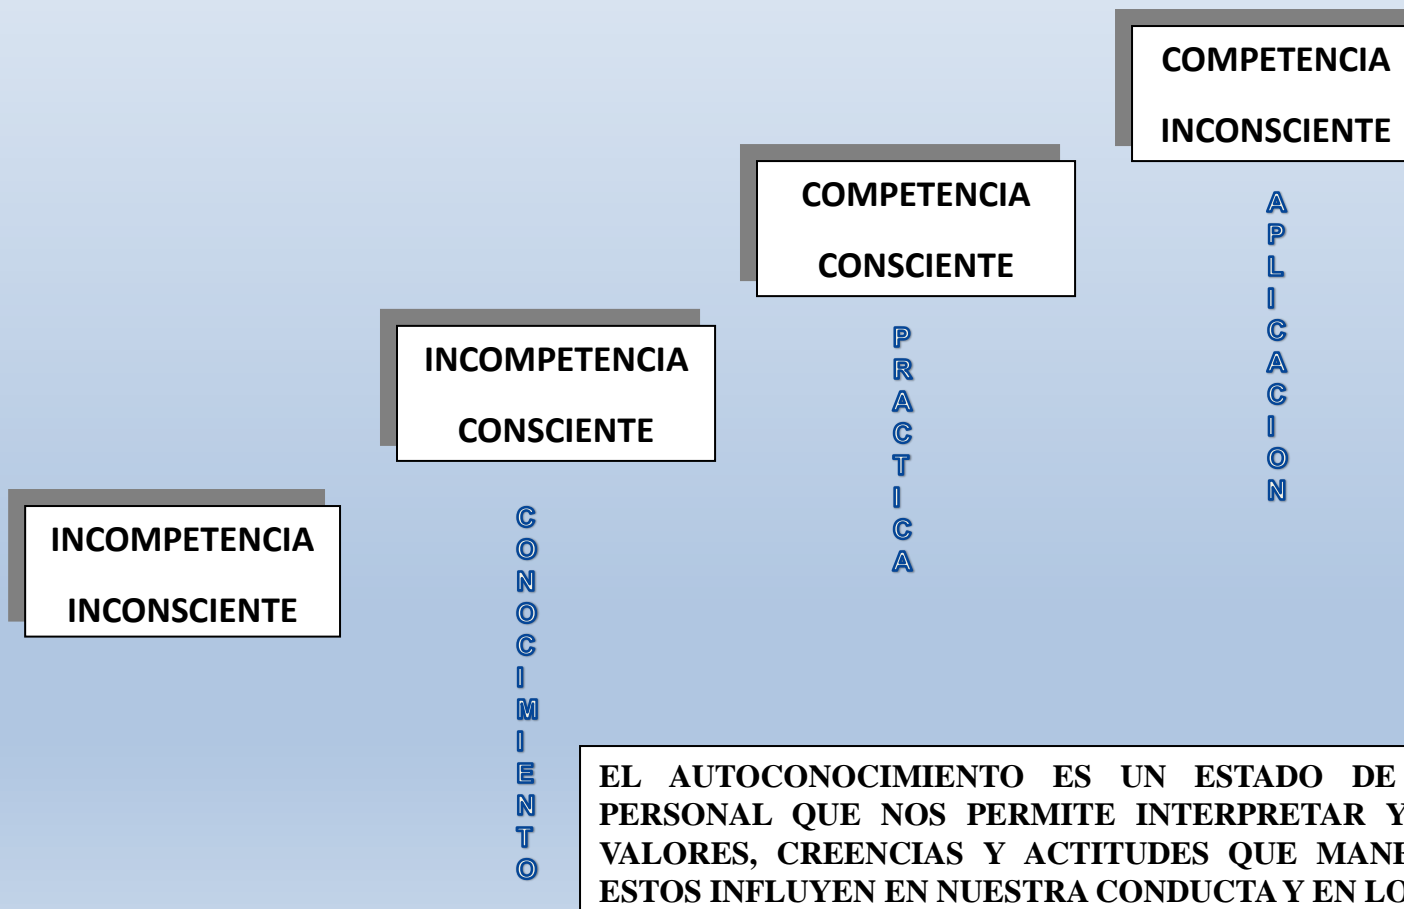 COMPETENCIA
INCONSCIENTE
COMPETENCIA
CONSCIENTE
INCOMPETENCIA
CONSCIENTE
INCOMPETENCIA
INCONSCIENTE
CONOCIMIENTO
PRACTICA
APLICACION
EL AUTOCONOCIMIENTO ES UN ESTADO DE
PERSONAL QUE NOS PERMITE INTERPRETAR Y
VALORES, CREENCIAS Y ACTITUDES QUE
ESTOS INFLUYEN EN NUESTRA CONDUCTA Y EN